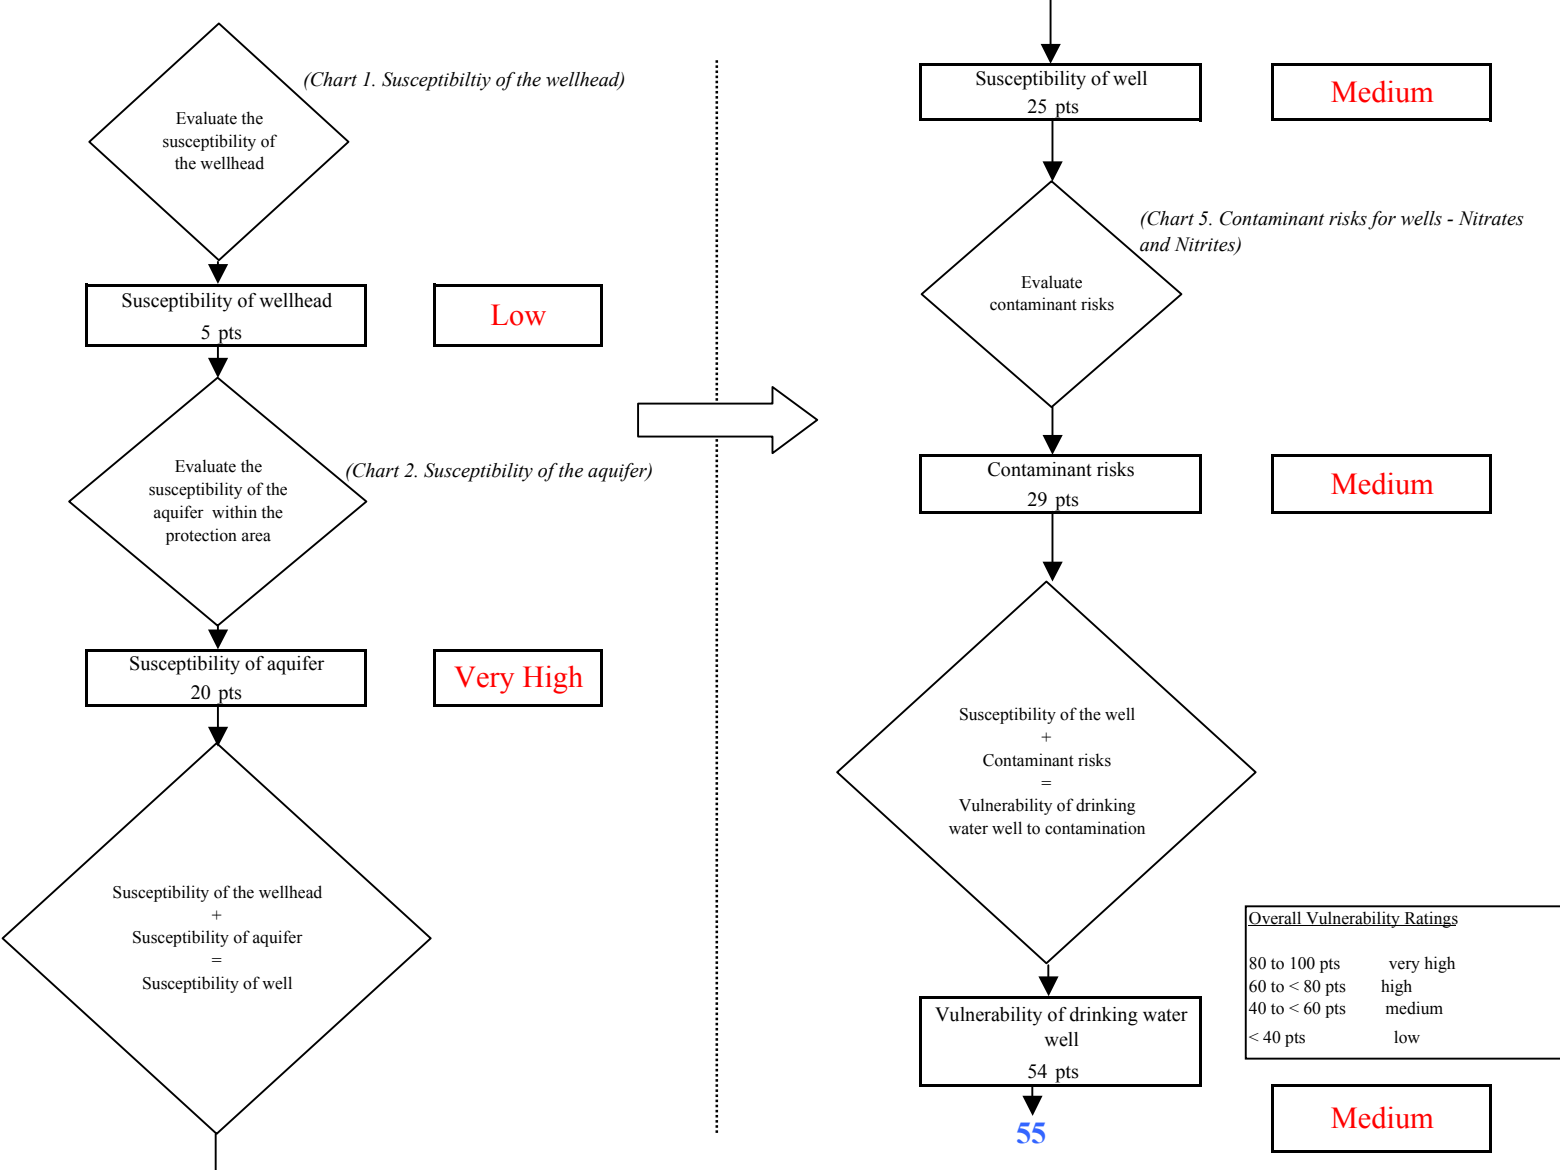 (Chart 1. Susceptibiltiy of the wellhead)
Evaluate the
susceptibility of
the wellhead
Susceptibility of wellhead
5 pts
Low
Evaluate the
susceptibility of the
aquifer within the
protection area
(Chart 2. Susceptibility of the aquifer)
Susceptibility of aquifer
20 pts
Very High
Susceptibility of the wellhead
+
Susceptibility of aquifer
=
Susceptibility of well
Susceptibility of well
25 pts
Medium
(Chart 5. Contaminant risks for wells - Nitrates
and Nitrites)
Evaluate
contaminant risks
Contaminant risks
29 pts
Medium
Susceptibility of the well
+
Contaminant risks
=
Vulnerability of drinking
water well to contamination
Overall Vulnerability Ratings
80 to 100 pts very high
60 to < 80 pts high
40 to < 60 pts medium
< 40 pts low
Vulnerability of drinking water
well
54 pts
55
Medium